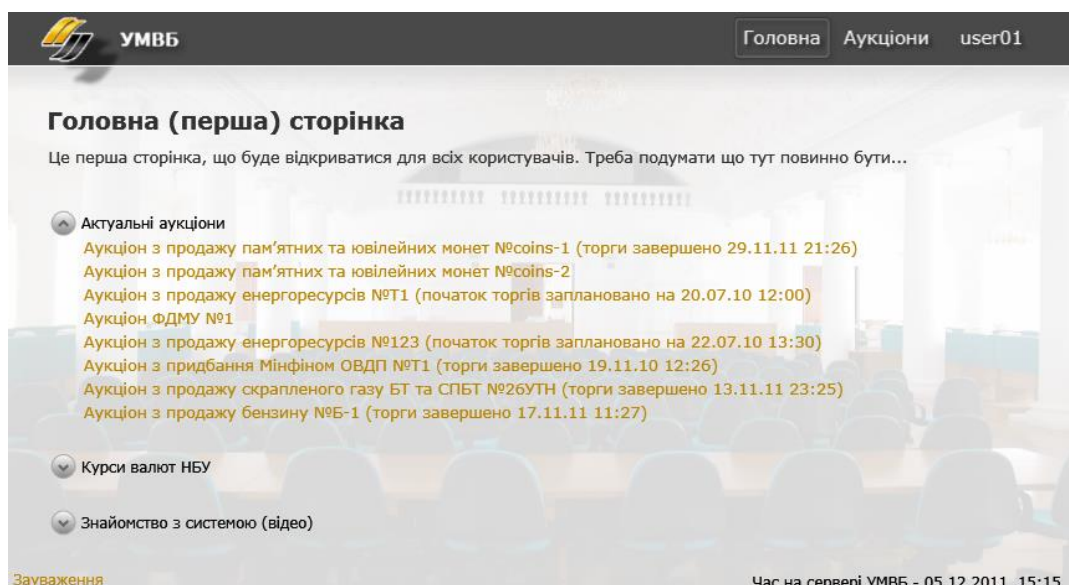 УМВБ
Головна Аукціони user01
Головна (перша) сторінка
Це перша сторінка, що буде відкриватися для всіх користувачів. Треба подумати що тут повинно бути...
Актуальні аукціони
Аукціон з продажу пам’ятних та ювілейних монет №coins-1 (торги завершено 29.11.11 21:26)
Аукціон з продажу пам’ятних та ювілейних монет №coins-2
Аукціон з продажу енергоресурсів №Т1 (початок торгів заплановано на 20.07.10 12:00)
Аукціон ФДМУ №1
Аукціон з продажу енергоресурсів №123 (початок торгів заплановано на 22.07.10 13:30)
Аукціон з придбання Мінфіном ОВДП №Т1 (торги завершено 19.11.10 12:26)
Аукціон з продажу скрапленого газу БТ та СПБТ №26УТН (торги завершено 13.11.11 23:25)
Аукціон з продажу бензину №Б-1 (торги завершено 17.11.11 11:27)
Курси валют НБУ
Знайомство з системою (відео)
Зауваження
Час на сервері УМВБ - 05.12.2011, 15:15